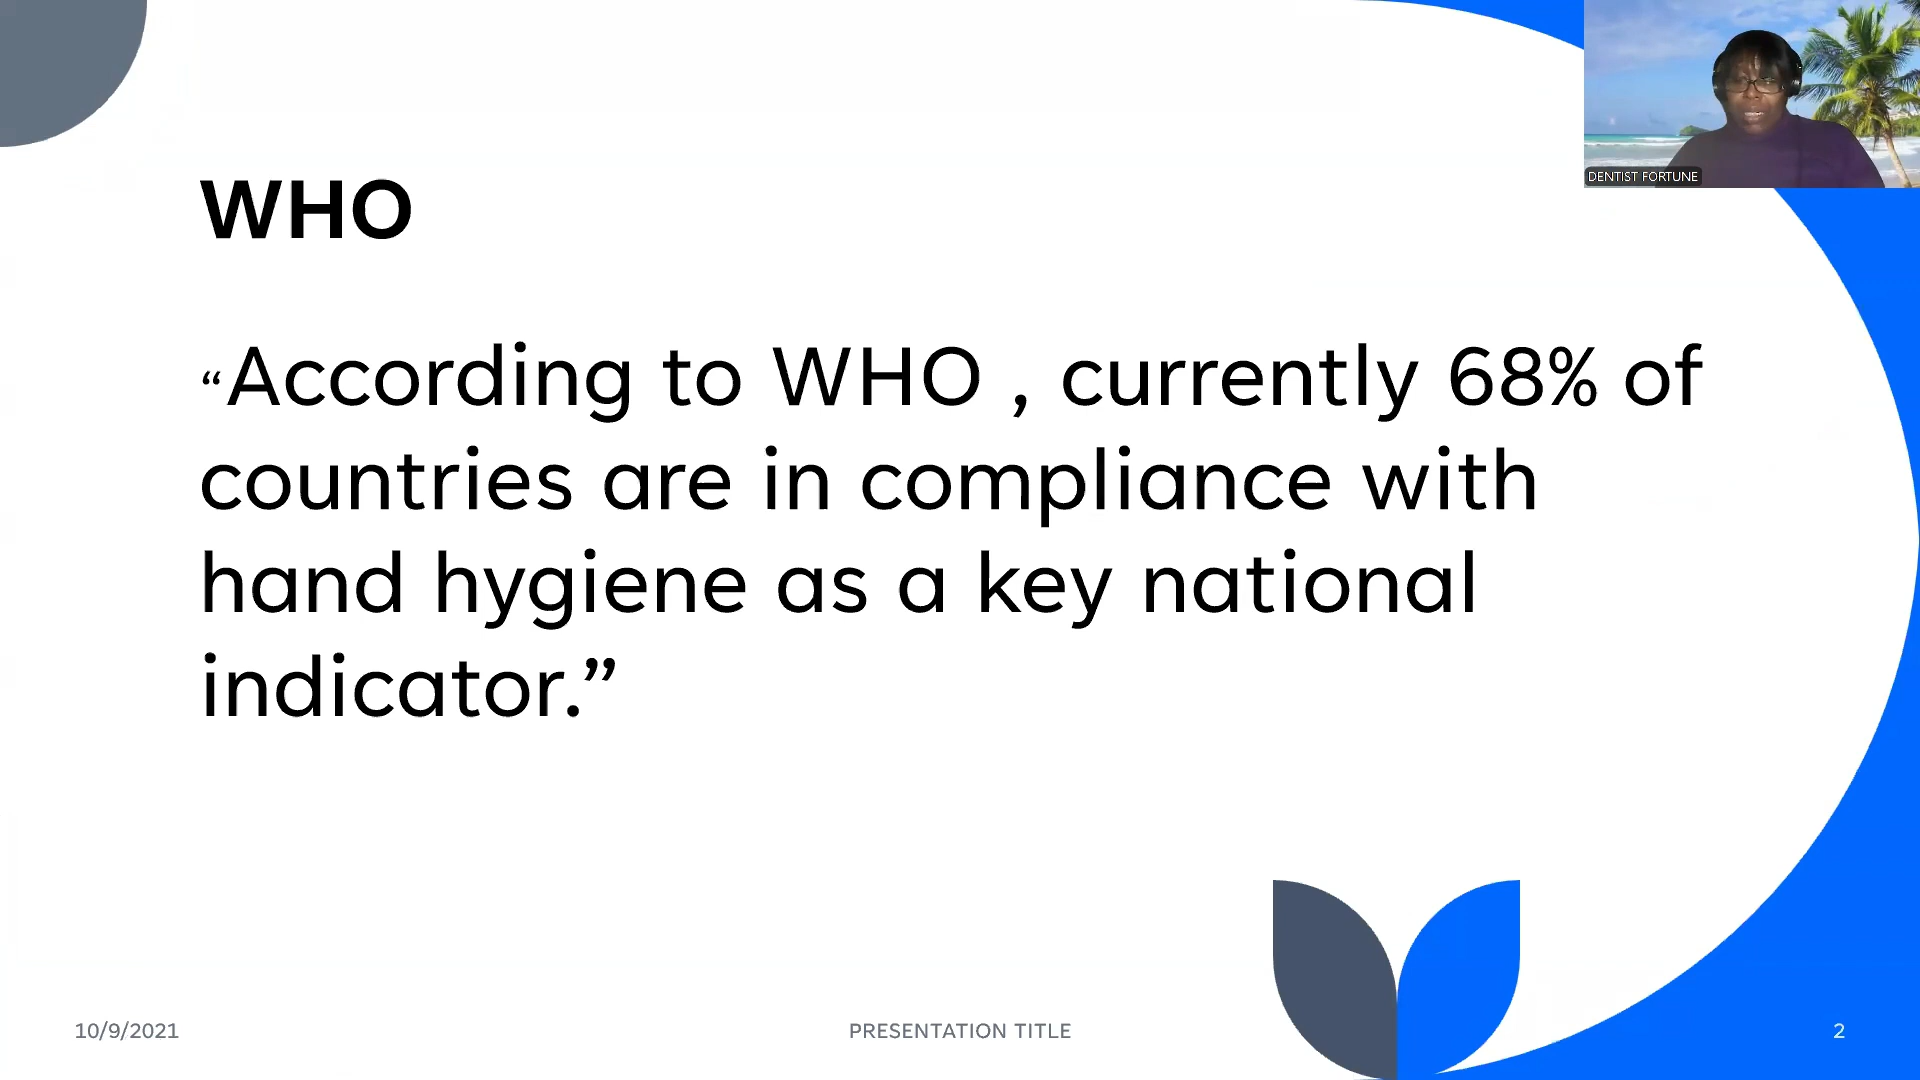 DENTIST FORTUNE
WHO
“According to WHO , currently 68% of
countries are in compliance with
hand hygiene as a key national
indicator.”
10/9/2021
PRESENTATION TITLE
2